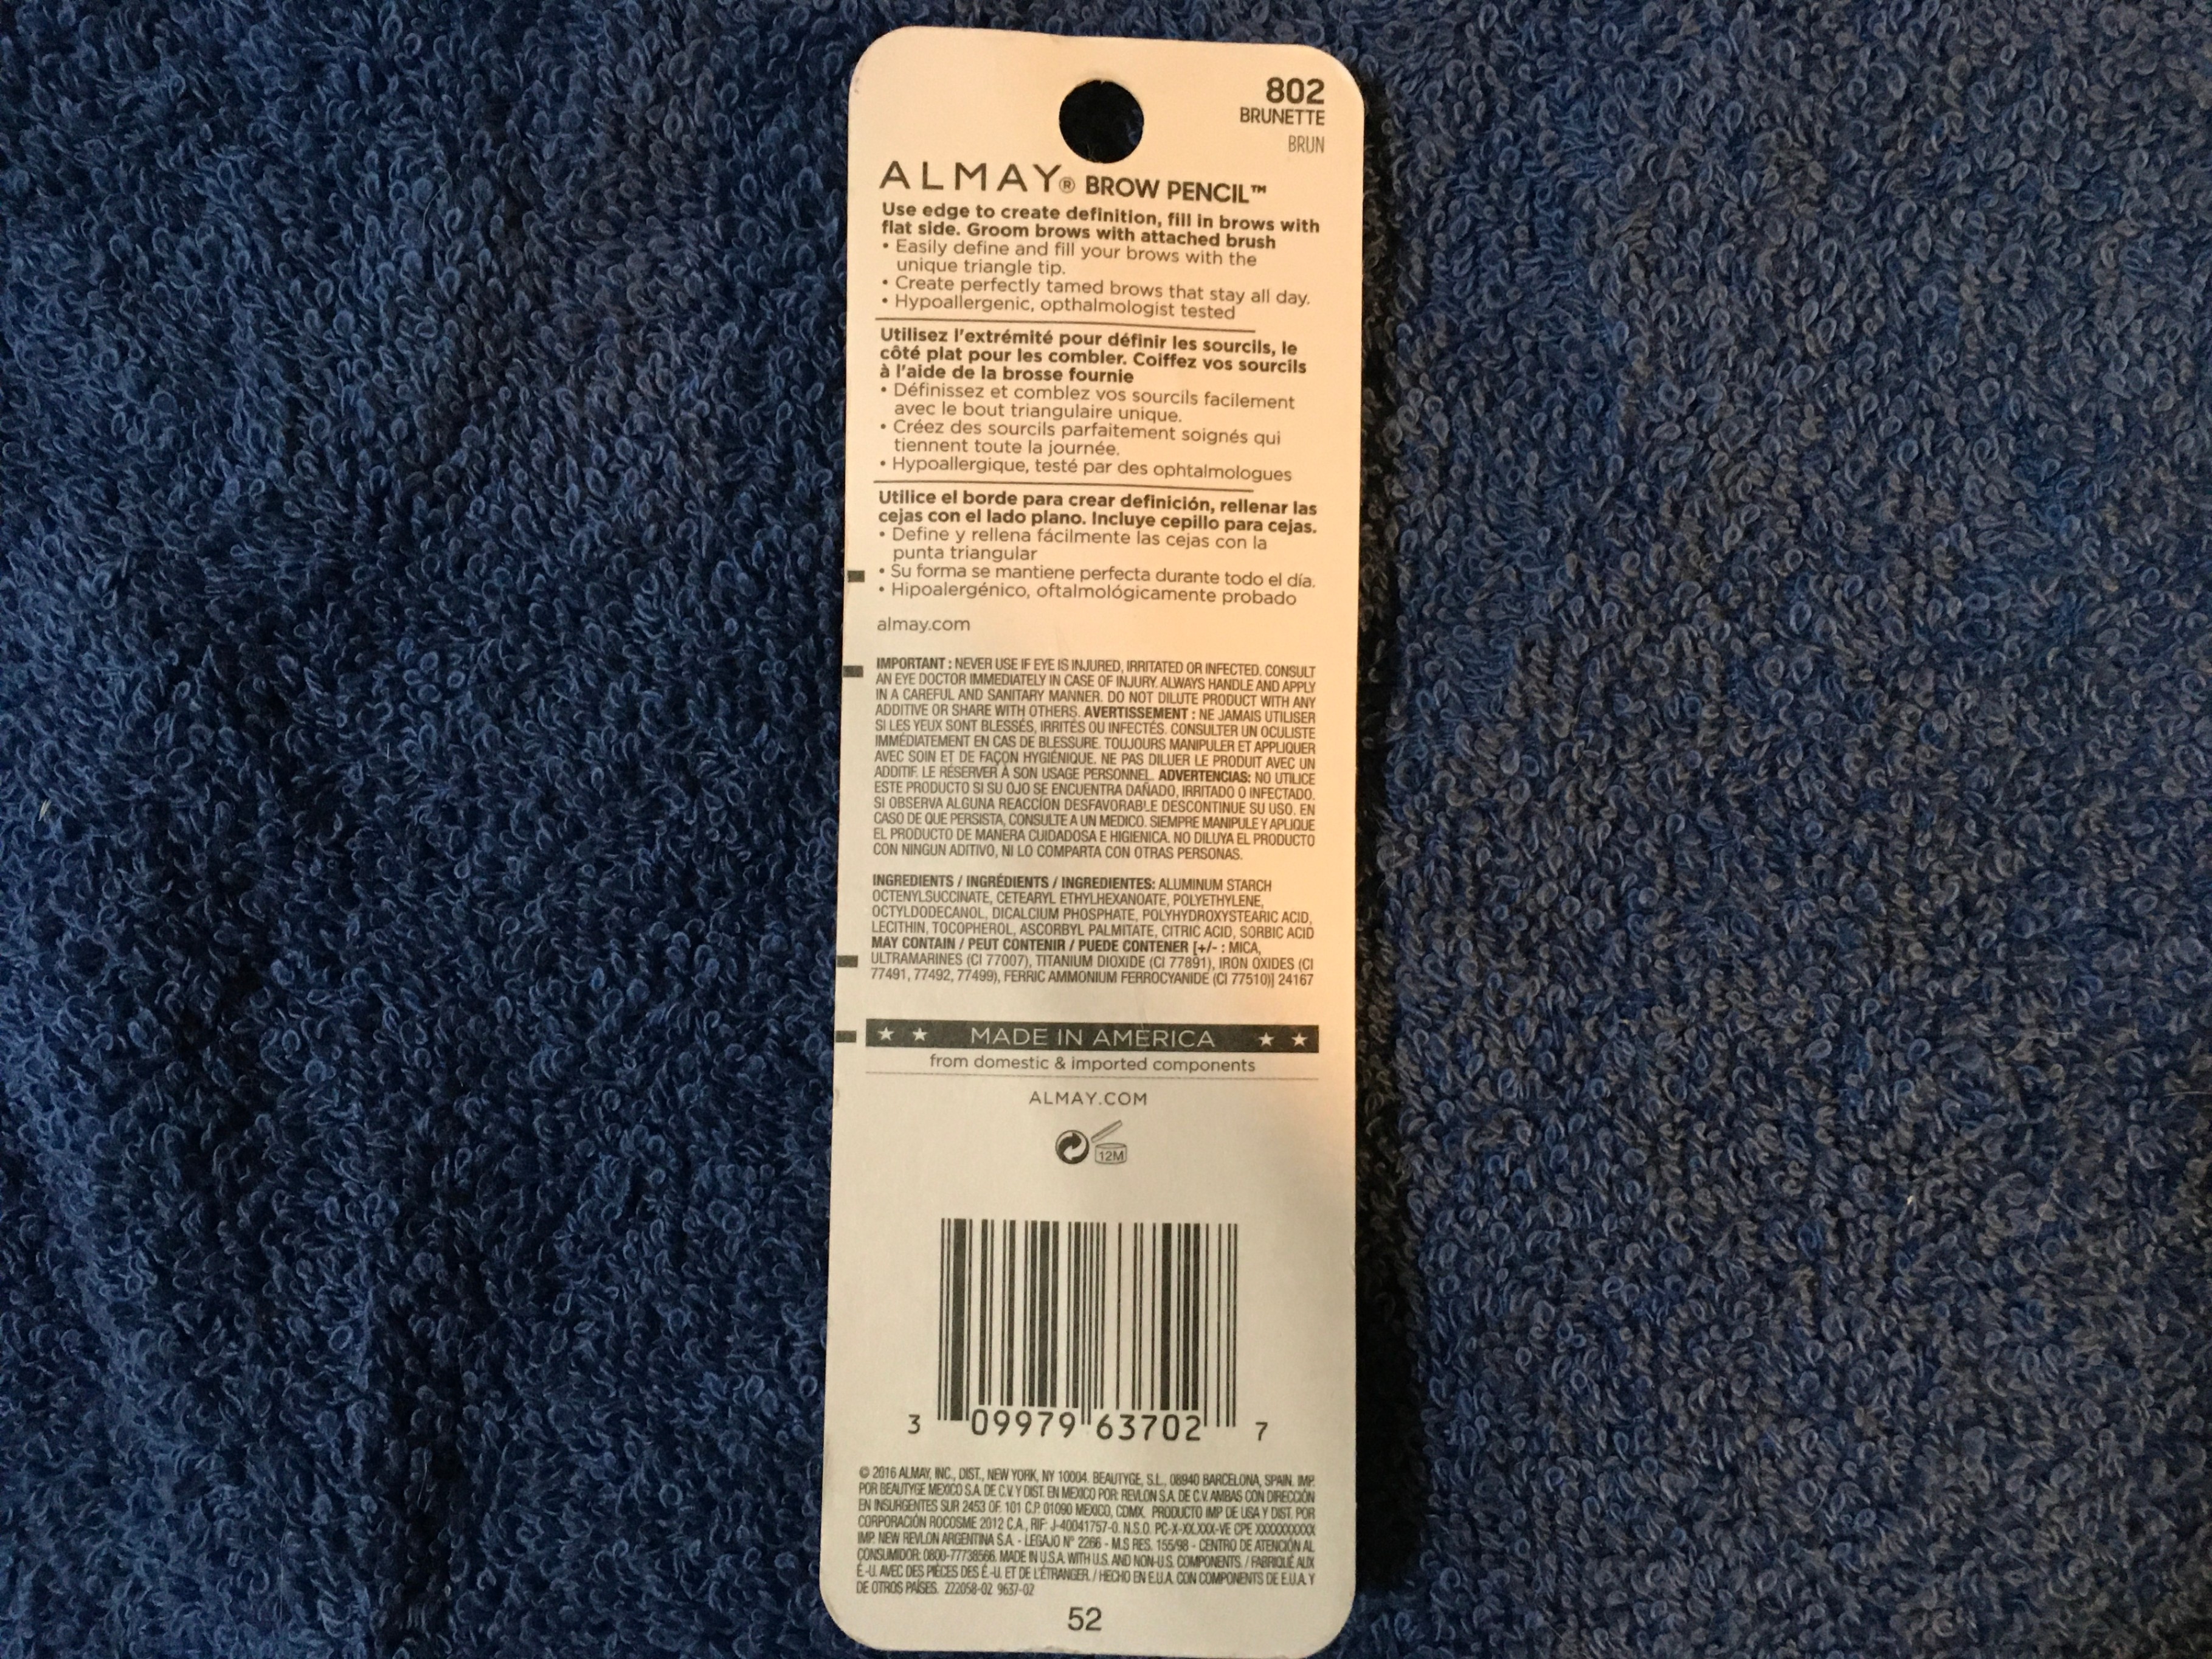 802
BRUNETTE
BRUN
ALMAY® BROW PENCIL™
Use edge to create definition, fill in brows with
flat side. Groom brows with attached brush
• Easily define and fill your brows with the
unique triangle tip.
• Create perfectly tamed brows that stay all day.
• Hypoallergenic, opthalmologist tested
Utilisez l'extrémité pour définir les sourcils, le
côté plat pour les combler. Coiffez vos sourcils
à l'aide de la brosse fournie
• Définissez et comblez vos sourcils facilement
avec le bout triangulaire unique.
• Créez des sourcils parfaitement soignés qui
tiennent toute la journée.
• Hypoallergique, testé par des ophtalmologues
Utilice el borde para crear definición, rellenar las
cejas con el lado plano. Incluye cepillo para cejas.
• Define y rellena fácilmente las cejas con la
punta triangular
• Su forma se mantiene perfecta durante todo el día.
• Hipoalergénico, oftalmológicamente probado
almay.com
IMPORTANT : NEVER USE IF EYE IS INJURED, IRRITATED OR INFECTED. CONSULT
AN EYE DOCTOR IMMEDIATELY IN CASE OF INJURY. ALWAYS HANDLE AND APPLY
IN A CAREFUL AND SANITARY MANNER. DO NOT DILUTE PRODUCT WITH ANY
ADDITIVE OR SHARE WITH OTHERS. AVERTISSEMENT : NE JAMAIS UTILISER
SI LES YEUX SONT BLESSÉS, IRRITÉS OU INFECTÉS. CONSULTER UN OCULISTE
IMMÉDIATEMENT EN CAS DE BLESSURE. TOUJOURS MANIPULER ET APPLIQUER
AVEC SOIN ET DE FAÇON HYGIÉNIQUE. NE PAS DILUER LE PRODUIT AVEC UN
ADDITIF. LE RÉSERVER À SON USAGE PERSONNEL. ADVERTENCIAS: NO UTILICE
ESTE PRODUCTO SI SU OJO SE ENCUENTRA DAÑADO, IRRITADO O INFECTADO.
SI OBSERVA ALGUNA REACCÍON DESFAVORABLE DESCONTINUE SU USO. EN
CASO DE QUE PERSISTA, CONSULTE A UN MEDICO. SIEMPRE MANIPULE Y APLIQUE
EL PRODUCTO DE MANERA CUIDADOSA E HIGIENICA. NO DILUYA EL PRODUCTO
CON NINGUN ADITIVO, NI LO COMPARTA CON OTRAS PERSONAS.
INGREDIENTS / INGRÉDIENTS / INGREDIENTES: ALUMINUM STARCH
OCTENYLSUCCINATE, CETEARYL ETHYLHEXANOATE, POLYETHYLENE,
OCTYLDODECANOL, DICALCIUM PHOSPHATE, POLYHYDROXYSTEARIC ACID,
LECITHIN, TOCOPHEROL, ASCORBYL PALMITATE, CITRIC ACID, SORBIC ACID
MAY CONTAIN / PEUT CONTENIR / PUEDE CONTENER [+/- : MICA,
ULTRAMARINES (CI 77007), TITANIUM DIOXIDE (CI 77891), IRON OXIDES (CI
77491, 77492, 77499), FERRIC AMMONIUM FERROCYANIDE (CI 77510)] 24167
★ ★ MADE IN AMERICA ★ ★
from domestic & imported components
ALMAY.COM
12M
3 09979 63702 7
© 2016 ALMAY, INC., DIST., NEW YORK, NY 10004. BEAUTYGE, S.L., 08940 BARCELONA, SPAIN. IMP.
POR BEAUTYGE MEXICO S.A. DE C.V. Y DIST. EN MEXICO POR: REVLON S.A. DE C.V. AMBAS CON DIRECCIÓN
EN INSURGENTES SUR 2453 OF. 101 C.P. 01090 MEXICO, CDMX. PRODUCTO IMP DE USA Y DIST. POR
CORPORACIÓN ROCOSME 2012 C.A., RIF: J-40041757-0. N.S.O. PC-X-XX.XXX-VE CPE XXXXXXXXXX
IMP. NEW REVLON ARGENTINA S.A. - LEGAJO Nº 2266 - M.S RES. 155/98 - CENTRO DE ATENCIÓN AL
CONSUMIDOR: 0800-77738566. MADE IN U.S.A. WITH U.S. AND NON-U.S. COMPONENTS. / FABRIQUÉ AUX
É.-U. AVEC DES PIÈCES DES É.-U. ET DE L'ÉTRANGER. / HECHO EN E.U.A. CON COMPONENTS DE E.U.A. Y
DE OTROS PAÍSES. 222058-02 9637-02
52